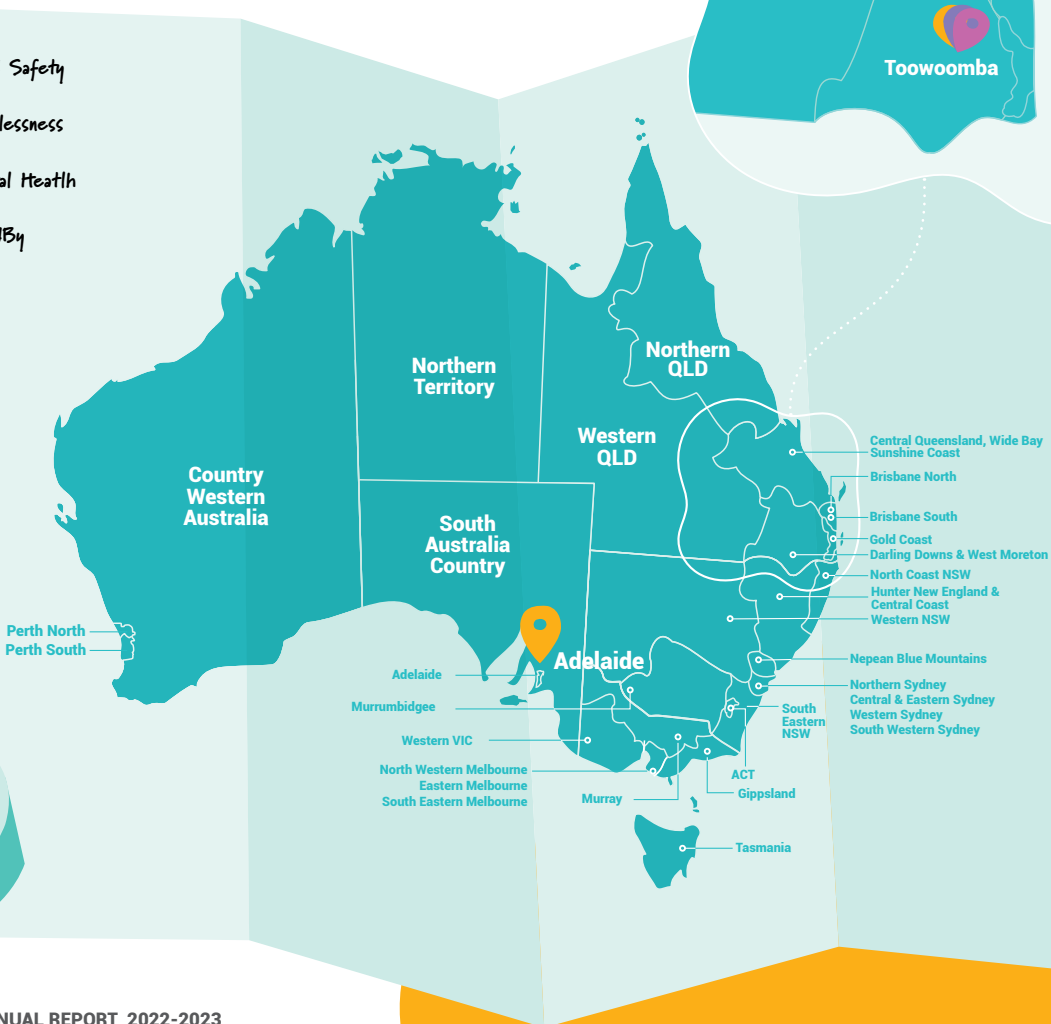 Safety
Toowoomba
lessness
al Heatlh
By
Northern
QLD
Northern
Territory
Western
QLD
Country
Western
Australia
South
Australia
Country
Central Queensland, Wide Bay
Sunshine Coast
Brisbane North
Brisbane South
Gold Coast
Darling Downs & West Moreton
North Coast NSW
Hunter New England &
Central Coast
Western NSW
Perth North
Perth South
Adelaide
Nepean Blue Mountains
Adelaide
Northern Sydney
Central & Eastern Sydney
Western Sydney
South Western Sydney
Murrumbidgee
South
Eastern
NSW
Western VIC
North Western Melbourne
Eastern Melbourne
South Eastern Melbourne
ACT
Murray
Gippsland
Tasmania
NUAL REPORT 2022-2023